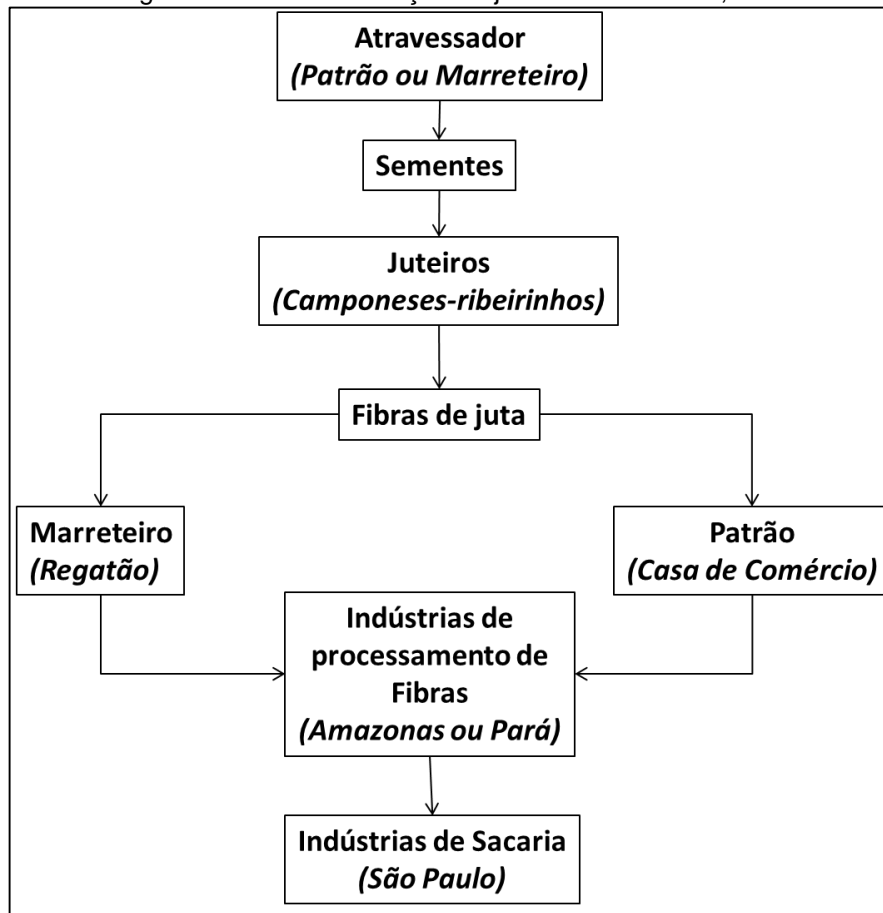 Atravessador
(Patrão ou Marreteiro)
Sementes
Juteiros
(Camponeses-ribeirinhos)
Fibras de juta
Marreteiro
(Regatão)
Patrão
(Casa de Comércio)
Indústrias de
processamento de
Fibras
(Amazonas ou Pará)
Indústrias de Sacaria
(São Paulo)